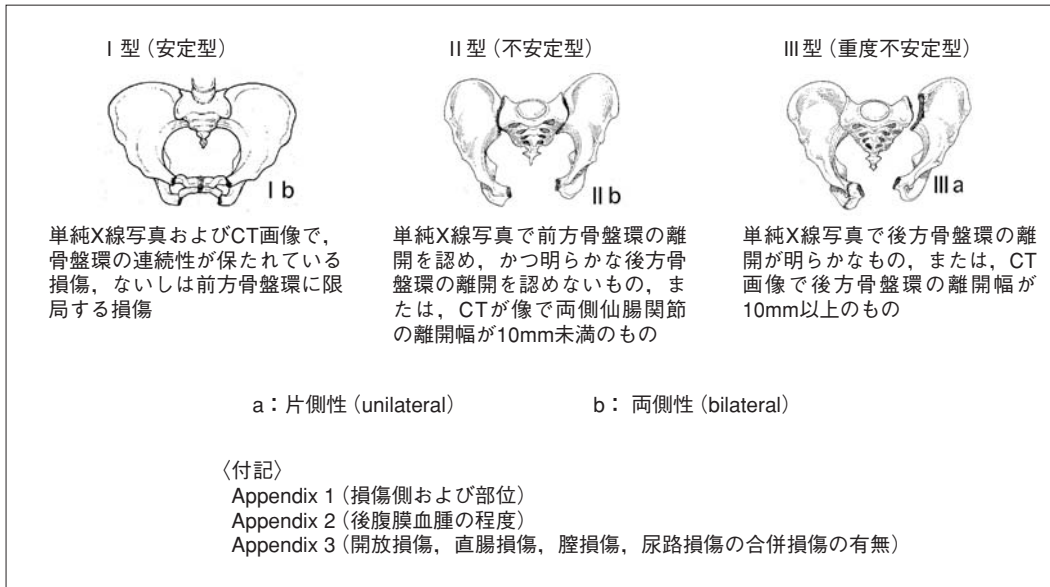 I 型（安定型）
II 型（不安定型）
III型（重度不安定型）
I b
II b
III a
単純X線写真およびCT画像で，
骨盤環の連続性が保たれている
損傷，ないしは前方骨盤環に限
局する損傷
単純X線写真で前方骨盤環の離
開を認め，かつ明らかな後方骨
盤環の離開を認めないもの，ま
たは，CTが像で両側仙腸関節
の離開幅が10mm未満のもの
単純X線写真で後方骨盤環の離
開が明らかなもの，または，CT
画像で後方骨盤環の離開幅が
10mm以上のもの
a：片側性（unilateral）
b： 両側性（bilateral）
〈付記〉
Appendix 1（損傷側および部位）
Appendix 2（後腹膜血腫の程度）
Appendix 3（開放損傷，直腸損傷，膣損傷，尿路損傷の合併損傷の有無）